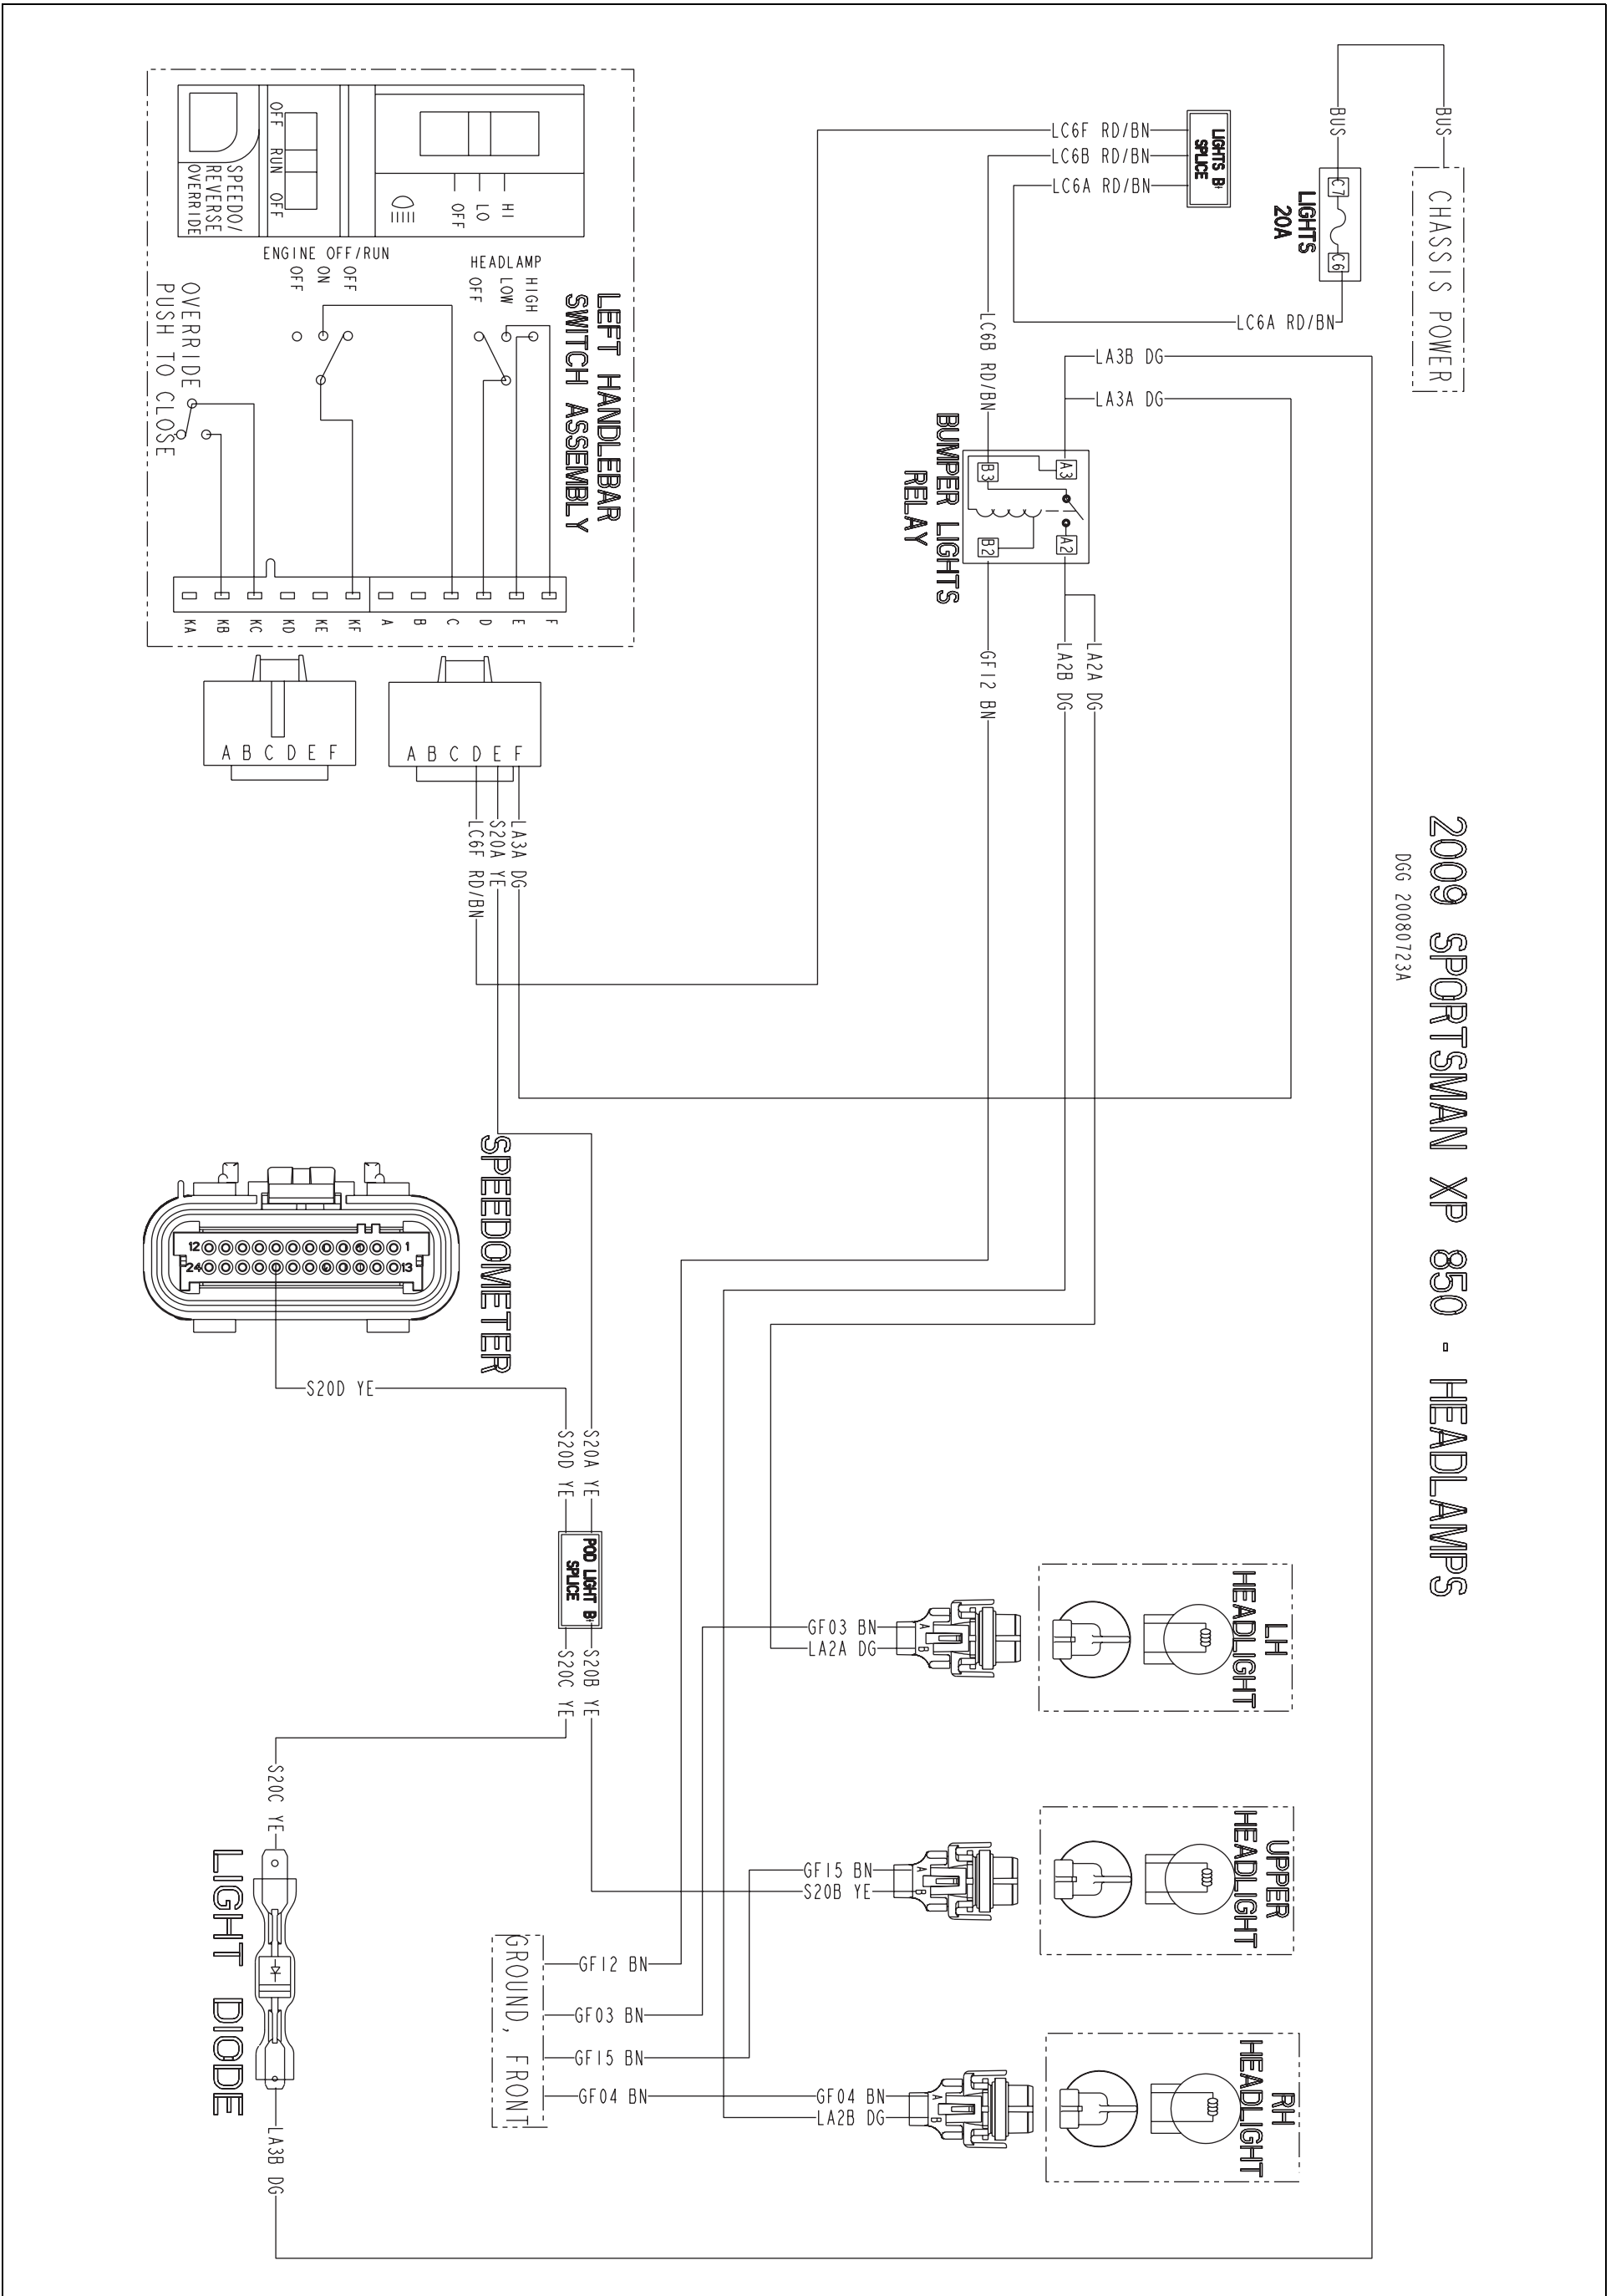 2009 SPORTSMAN XP 850 - HEADLAMPS
DGG 20080723A
CHASSIS POWER
BUS
BUS
C7
C6
LIGHTS
20A
LC6A RD/BN
LIGHTS B+
SPLICE
LC6F RD/BN
LC6B RD/BN
LC6A RD/BN
LC6B RD/BN
LA3B DG
LA3A DG
A3
B3
A2
B2
BUMPER LIGHTS
RELAY
LA2A DG
LA2B DG
GF12 BN
LEFT HANDLEBAR
SWITCH ASSEMBLY
HI
LO
OFF
OFF RUN OFF
SPEEDO/
REVERSE
OVERRIDE
HEADLAMP
HIGH
LOW
OFF
ENGINE OFF/RUN
OFF
ON
OFF
OVERRIDE
PUSH TO CLOSE
F
E
D
C
B
A
KF
KE
KD
KC
KB
KA
A B C D E F
A B C D E F
LA3A DG
S20A YE
LC6F RD/BN
SPEEDOMETER
12
1
24
13
S20D YE
S20A YE
S20D YE
POD LIGHT B+
SPLICE
S20B YE
S20C YE
S20C YE
LIGHT DIODE
LA3B DG
LH
HEADLIGHT
A
B
GF03 BN
LA2A DG
UPPER
HEADLIGHT
A
B
GF15 BN
S20B YE
RH
HEADLIGHT
A
B
GF04 BN
LA2B DG
GROUND, FRONT
GF12 BN
GF03 BN
GF15 BN
GF04 BN